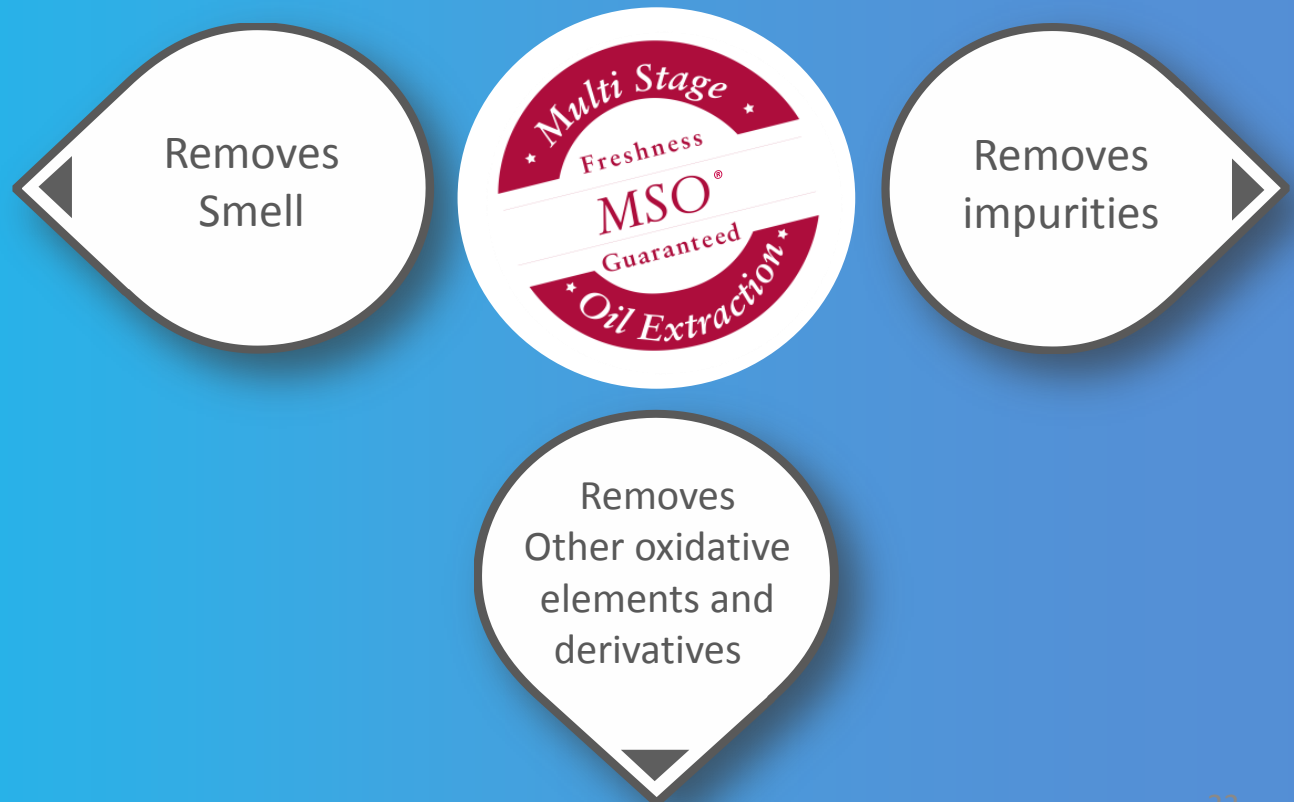 Removes
Smell
Multi Stage
Freshness
MSO®
Guaranteed
Oil Extraction
Removes
impurities
Removes
Other oxidative
elements and
derivatives